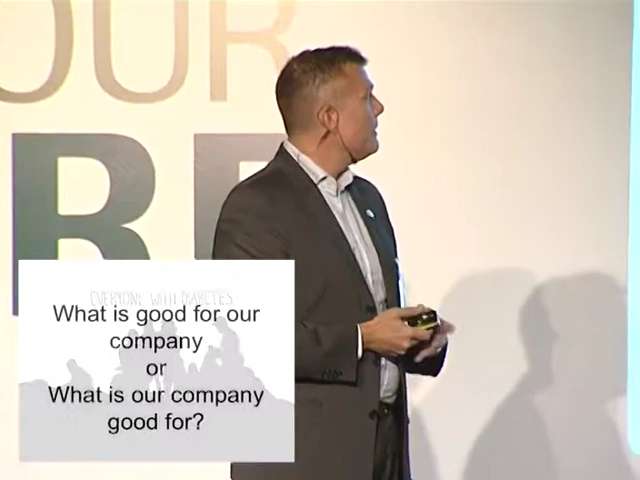 OUR
EVERYONE WITH DIABETES
What is good for our
company
or
What is our company
good for?